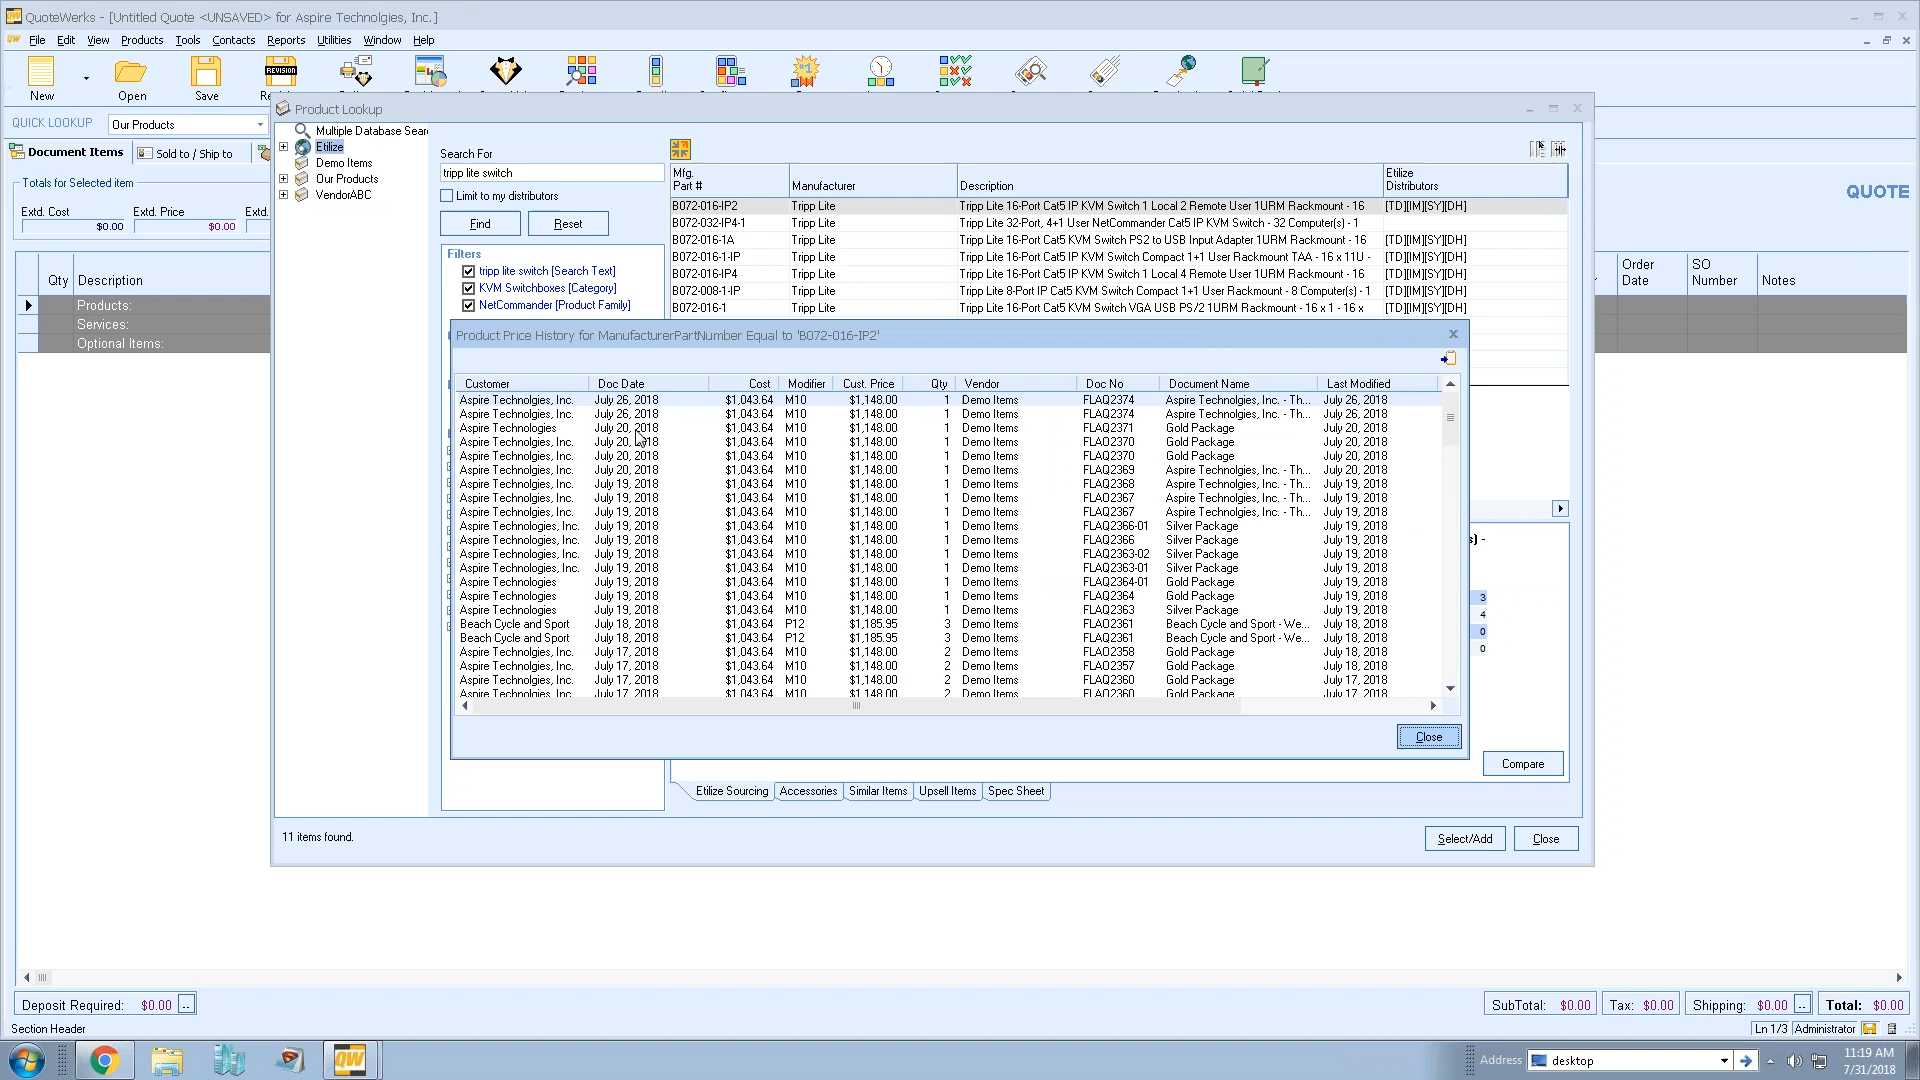 QuoteWerks - [Untitled Quote <UNSAVED> for Aspire Technolgies, Inc.]
File Edit View Products Tools Contacts Reports Utilities Window Help
New Open Save
REVISION
QUICK LOOKUP Our Products
Document Items Sold to / Ship to
Totals for Selected item
Extd. Cost Extd. Price Extd.
$0.00 $0.00
QUOTE
Qty Description Order Date SO Number Notes
Products:
Services:
Optional Items:
Product Lookup
Multiple Database Sear
Etilize
Demo Items
Our Products
VendorABC
Search For
tripp lite switch
Limit to my distributors
Find Reset
Filters
tripp lite switch [Search Text]
KVM Switchboxes [Category]
NetCommander [Product Family]
Mfg. Part # Manufacturer Description Etilize Distributors
B072-016-IP2 Tripp Lite Tripp Lite 16-Port Cat5 IP KVM Switch 1 Local 2 Remote User 1URM Rackmount - 16 [TD][IM][SY][DH]
B072-032-IP4-1 Tripp Lite Tripp Lite 32-Port, 4+1 User NetCommander Cat5 IP KVM Switch - 32 Computer(s) - 1
B072-016-1A Tripp Lite Tripp Lite 16-Port Cat5 KVM Switch PS2 to USB Input Adapter 1URM Rackmount - 16 [TD][IM][SY][DH]
B072-016-1-IP Tripp Lite Tripp Lite 16-Port Cat5 IP KVM Switch Compact 1+1 User Rackmount TAA - 16 x 11U - [TD][IM][SY][DH]
B072-016-IP4 Tripp Lite Tripp Lite 16-Port Cat5 IP KVM Switch 1 Local 4 Remote User 1URM Rackmount - 16 [TD][IM][SY][DH]
B072-008-1-IP Tripp Lite Tripp Lite 8-Port IP Cat5 KVM Switch Compact 1+1 User Rackmount - 8 Computer(s) - 1 [TD][IM][SY][DH]
B072-016-1 Tripp Lite Tripp Lite 16-Port Cat5 KVM Switch VGA USB PS/2 1URM Rackmount - 16 x 1 - 16 x [TD][IM][SY][DH]
Product Price History for ManufacturerPartNumber Equal to 'B072-016-IP2'
Customer Doc Date Cost Modifier Cust. Price Qty Vendor Doc No Document Name Last Modified
Aspire Technolgies, Inc. July 26, 2018 $1,043.64 M10 $1,148.00 1 Demo Items FLAQ2374 Aspire Technolgies, Inc. - Th... July 26, 2018
Aspire Technolgies, Inc. July 26, 2018 $1,043.64 M10 $1,148.00 1 Demo Items FLAQ2374 Aspire Technolgies, Inc. - Th... July 26, 2018
Aspire Technologies July 20, 2018 $1,043.64 M10 $1,148.00 1 Demo Items FLAQ2371 Gold Package July 20, 2018
Aspire Technolgies, Inc. July 20, 2018 $1,043.64 M10 $1,148.00 1 Demo Items FLAO2370 Gold Package July 20, 2018
Aspire Technolgies, Inc. July 20, 2018 $1,043.64 M10 $1,148.00 1 Demo Items FLAQ2370 Gold Package July 20, 2018
Aspire Technolgies, Inc. July 20, 2018 $1,043.64 M10 $1,148.00 1 Demo Items FLAQ2369 Aspire Technolgies, Inc. - Th... July 20, 2018
Aspire Technolgies, Inc. July 19, 2018 $1,043.64 M10 $1,148.00 1 Demo Items FLAQ2368 Aspire Technolgies, Inc. - Th... July 19, 2018
Aspire Technolgies, Inc. July 19, 2018 $1,043.64 M10 $1,148.00 1 Demo Items FLAO2367 Aspire Technolgies, Inc. - Th... July 19, 2018
Aspire Technolgies, Inc. July 19, 2018 $1,043.64 M10 $1,148.00 1 Demo Items FLAQ2367 Aspire Technolgies, Inc. - Th... July 19, 2018
Aspire Technologies, Inc. July 19, 2018 $1,043.64 M10 $1,148.00 1 Demo Items FLAQ2366-01 Silver Package July 19, 2018
Aspire Technologies, Inc. July 19, 2018 $1,043.64 M10 $1,148.00 1 Demo Items FLAQ2366 Silver Package July 19, 2018
Aspire Technologies, Inc. July 19, 2018 $1,043.64 M10 $1,148.00 1 Demo Items FLAQ2363-02 Silver Package July 19, 2018
Aspire Technologies, Inc. July 19, 2018 $1,043.64 M10 $1,148.00 1 Demo Items FLAQ2363-01 Silver Package July 19, 2018
Aspire Technologies July 19, 2018 $1,043.64 M10 $1,148.00 1 Demo Items FLAQ2364-01 Gold Package July 19, 2018
Aspire Technologies July 19, 2018 $1,043.64 M10 $1,148.00 1 Demo Items FLAQ2364 Gold Package July 19, 2018
Aspire Technologies July 19, 2018 $1,043.64 M10 $1,148.00 1 Demo Items FLAQ2363 Silver Package July 19, 2018
Beach Cycle and Sport July 18, 2018 $1,043.64 P12 $1,185.95 3 Demo Items FLAO2361 Beach Cycle and Sport - We... July 18, 2018
Beach Cycle and Sport July 18, 2018 $1,043.64 P12 $1,185.95 3 Demo Items FLAQ2361 Beach Cycle and Sport - We... July 18, 2018
Aspire Technolgies, Inc. July 17, 2018 $1,043.64 M10 $1,148.00 2 Demo Items FLAO2358 Gold Package July 18, 2018
Aspire Technolgies, Inc. July 17, 2018 $1,043.64 M10 $1,148.00 2 Demo Items FLAO2357 Gold Package July 18, 2018
Aspire Technolgies, Inc. July 17, 2018 $1,043.64 M10 $1,148.00 2 Demo Items FLAQ2360 Gold Package July 17, 2018
Aspire Technolgies, Inc. July 17, 2018 $1,043.64 M10 $1,148.00 2 Demo Items FLAO2360 Gold Package July 17, 2018
Close
s) -
3
4
0
0
Compare
Etilize Sourcing Accessories Similar Items Upsell Items Spec Sheet
11 items found.
Select/Add Close
Deposit Required: $0.00 .. SubTotal: $0.00 Tax: $0.00 Shipping: $0.00 .. Total: $0.00
Section Header Ln 1/3 Administrator
QW Address desktop 11:19 AM
7/31/2018